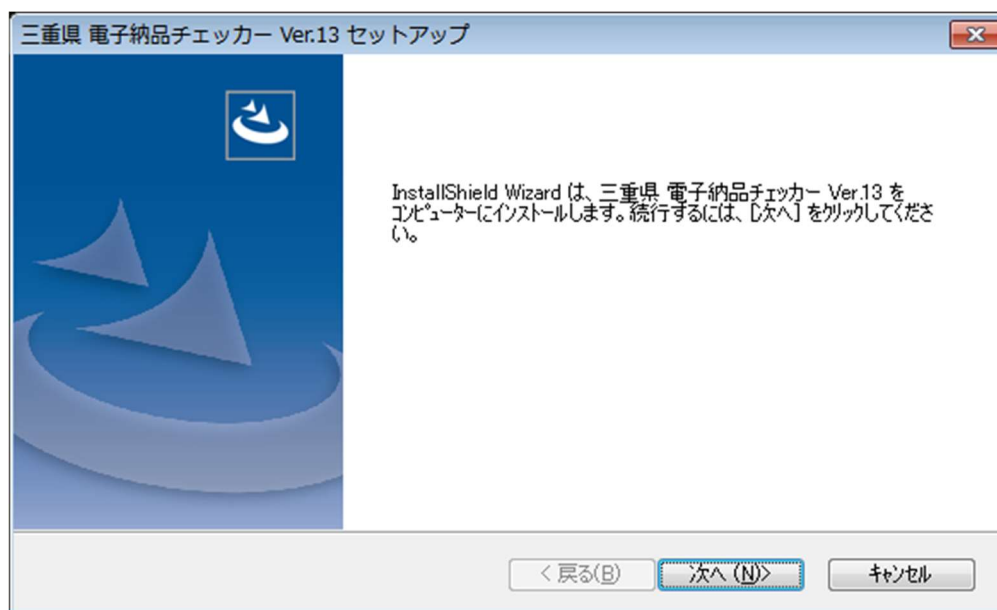 三重県 電子納品チェッカー Ver.13 セットアップ
InstallShield Wizard は、三重県 電子納品チェッカー Ver.13 を
コンピューターにインストールします。続行するには、[次へ] をクリックしてくださ
い。
< 戻る(B)
次へ (N)>
キャンセル